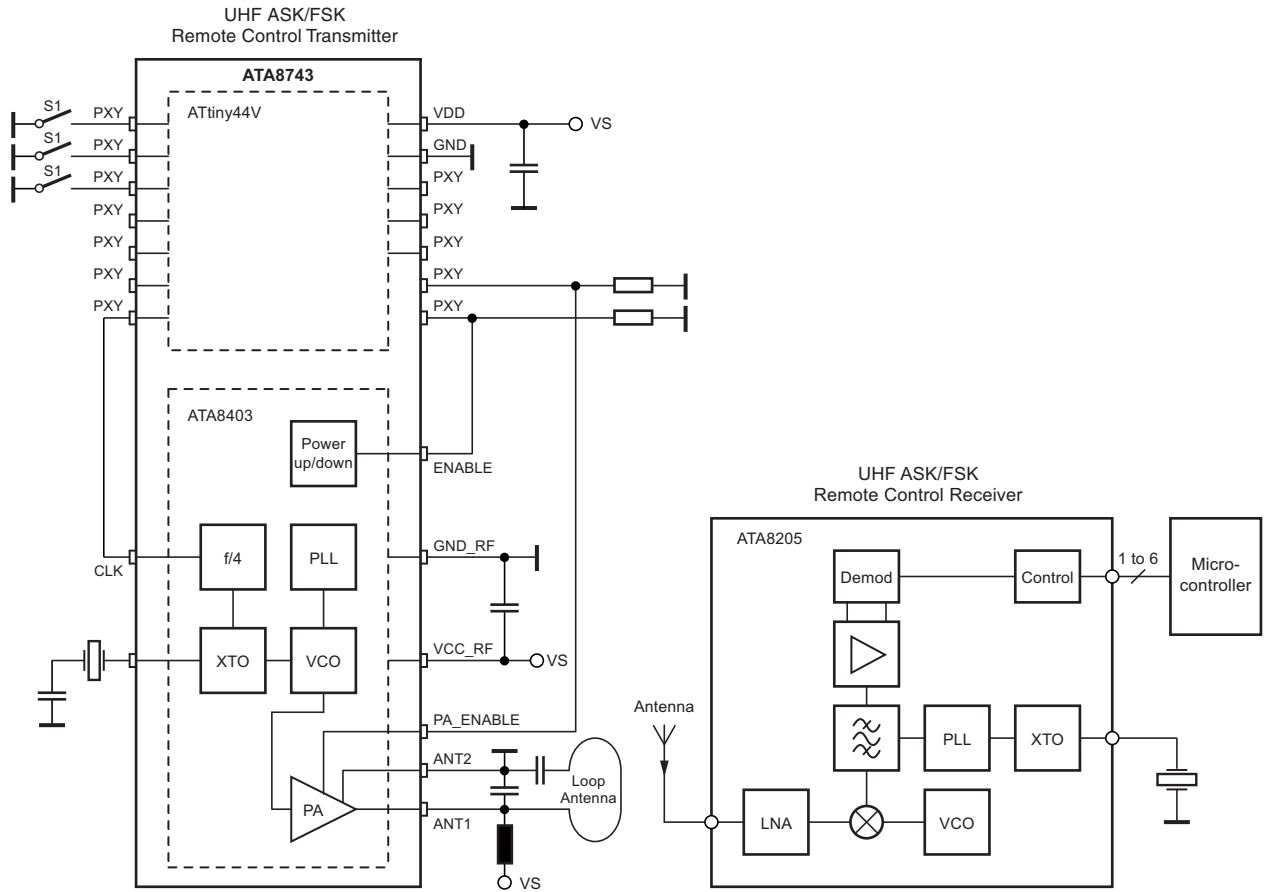 UHF ASK/FSK
Remote Control Transmitter
ATA8743
ATtiny44V
S1
PXY
S1
PXY
S1
PXY
PXY
PXY
PXY
PXY
VDD
VS
GND
PXY
PXY
PXY
PXY
PXY
ATA8403
Power
up/down
ENABLE
f/4
PLL
CLK
GND_RF
XTO
VCO
VCC_RF
VS
PA_ENABLE
ANT2
PA
ANT1
Loop
Antenna
VS
UHF ASK/FSK
Remote Control Receiver
ATA8205
Demod
Control
1 to 6
Micro-
controller
Antenna
PLL
XTO
LNA
VCO